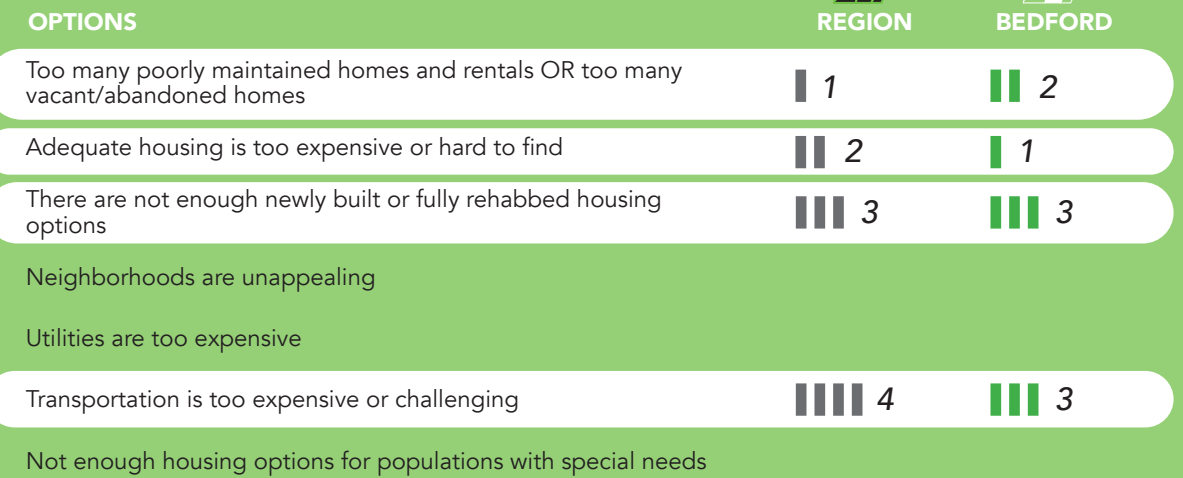 OPTIONS REGION BEDFORD
Too many poorly maintained homes and rentals OR too many
vacant/abandoned homes
1 2
Adequate housing is too expensive or hard to find 2 1
There are not enough newly built or fully rehabbed housing
options
3 3
Neighborhoods are unappealing
Utilities are too expensive
Transportation is too expensive or challenging 4 3
Not enough housing options for populations with special needs